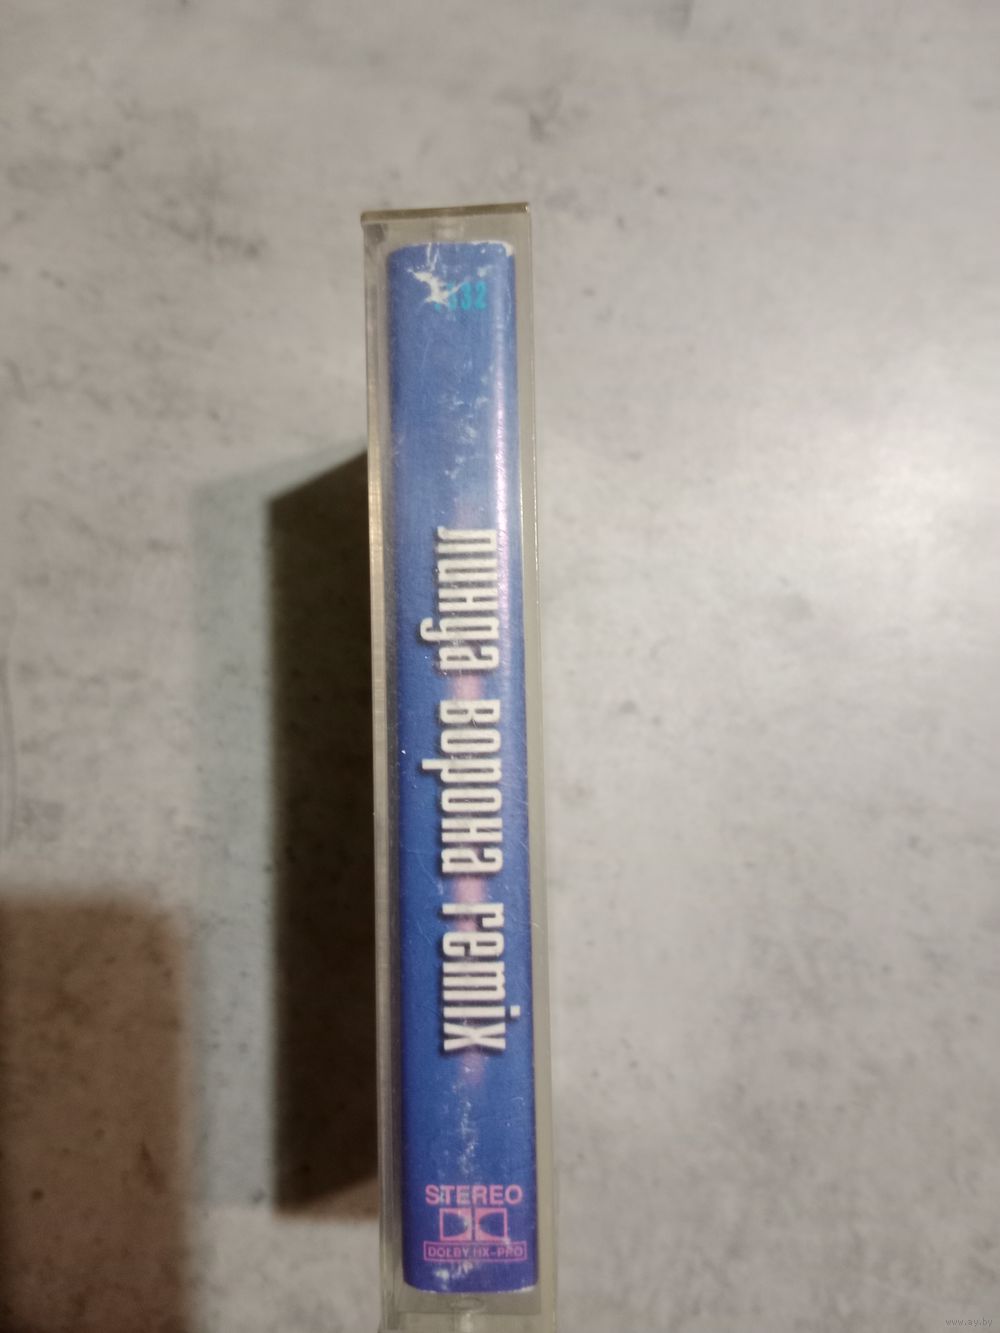 линда ворона remix
STEREO
DOLBY HX-PRO
www.ay.by